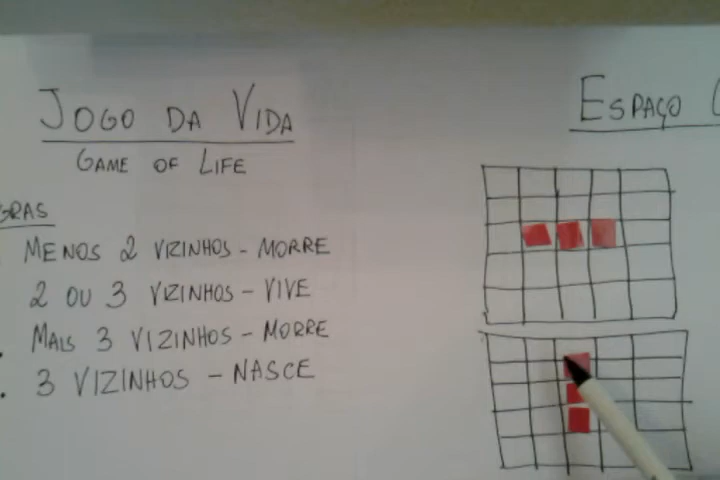 JOGO DA VIDA
GAME OF LIFE
GRAS
MENOS 2 VIZINHOS - MORRE
2 OU 3 VIZINHOS - VIVE
MAIS 3 VIZINHOS - MORRE
3 VIZINHOS - NASCE
ESPAÇO